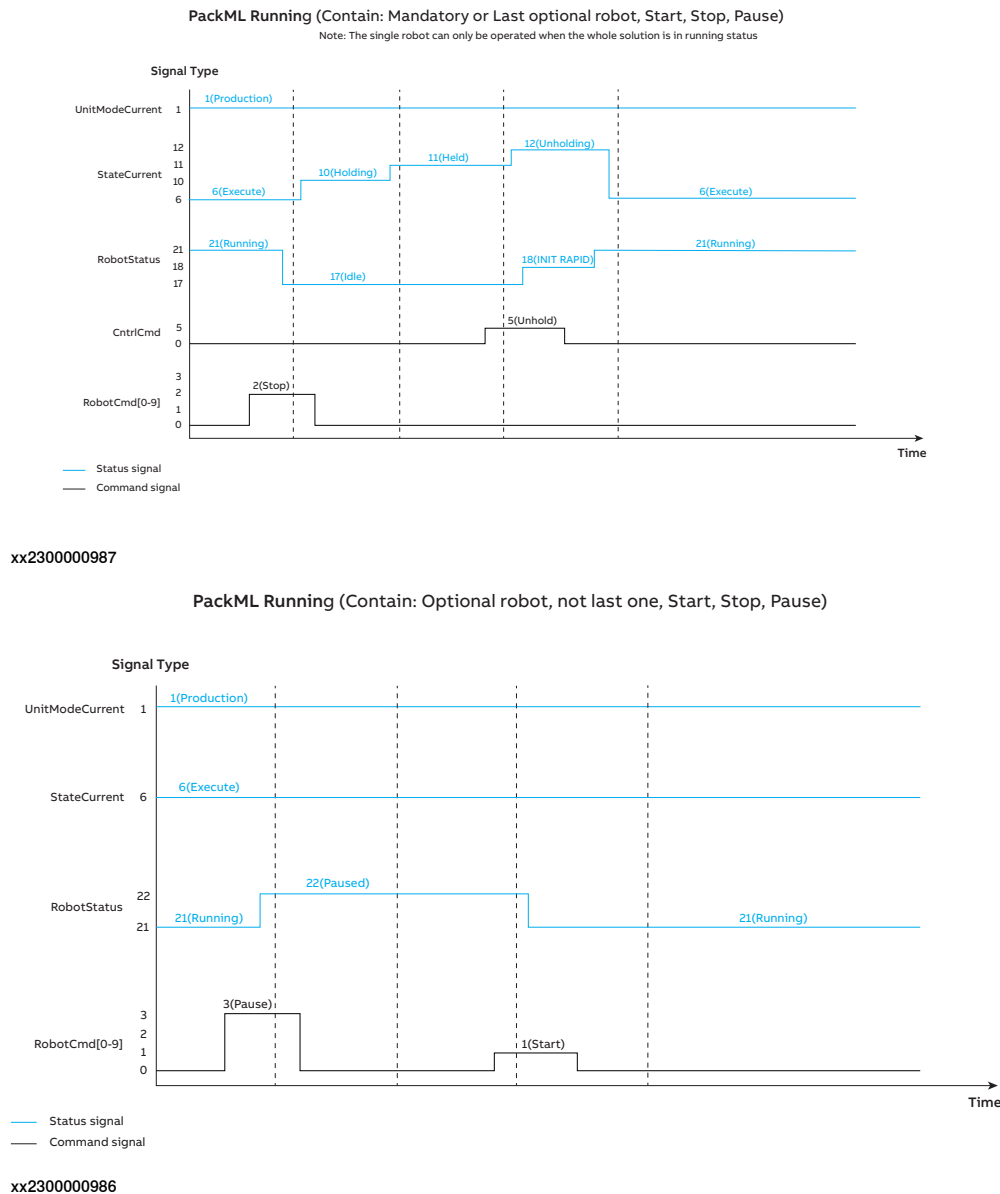 PackML Running (Contain: Mandatory or Last optional robot, Start, Stop, Pause)
Note: The single robot can only be operated when the whole solution is in running status
Signal Type
1(Production)
UnitModeCurrent 1
12
12(Unholding)
11(Held)
11
10(Holding)
StateCurrent
10
6(Execute)
6(Execute)
6
21(Running)
21(Running)
21
RobotStatus
18(INIT RAPID)
18
17(Idle)
17
5(Unhold)
5
CntrlCmd
0
3
2(Stop)
2
RobotCmd[0-9]
1
0
Time
Status signal
Command signal
xx2300000987
PackML Running (Contain: Optional robot, not last one, Start, Stop, Pause)
Signal Type
1(Production)
UnitModeCurrent 1
6(Execute)
StateCurrent 6
22(Paused)
22
RobotStatus
21(Running)
21(Running)
21
3(Pause)
3
2
RobotCmd[0-9]
1(Start)
1
0
Time
Status signal
Command signal
xx2300000986